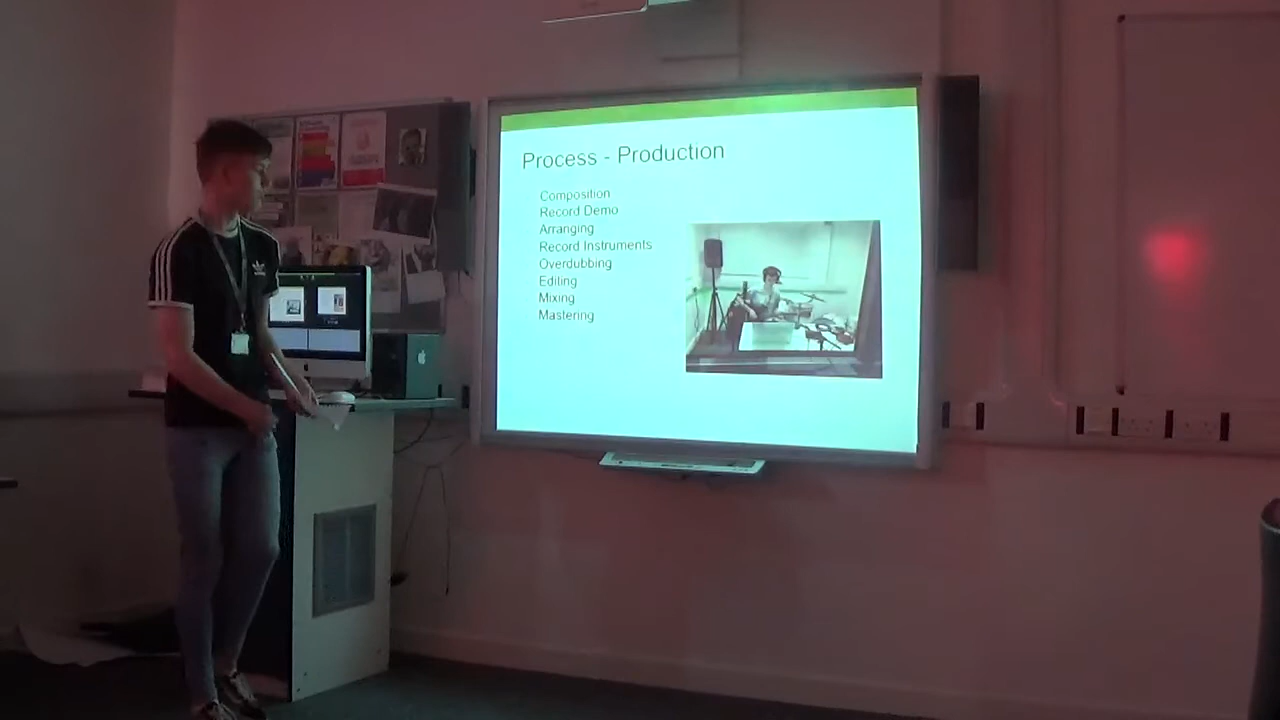 Process - Production
Composition
Record Demo
Arranging
Record Instruments
Overdubbing
Editing
Mixing
Mastering